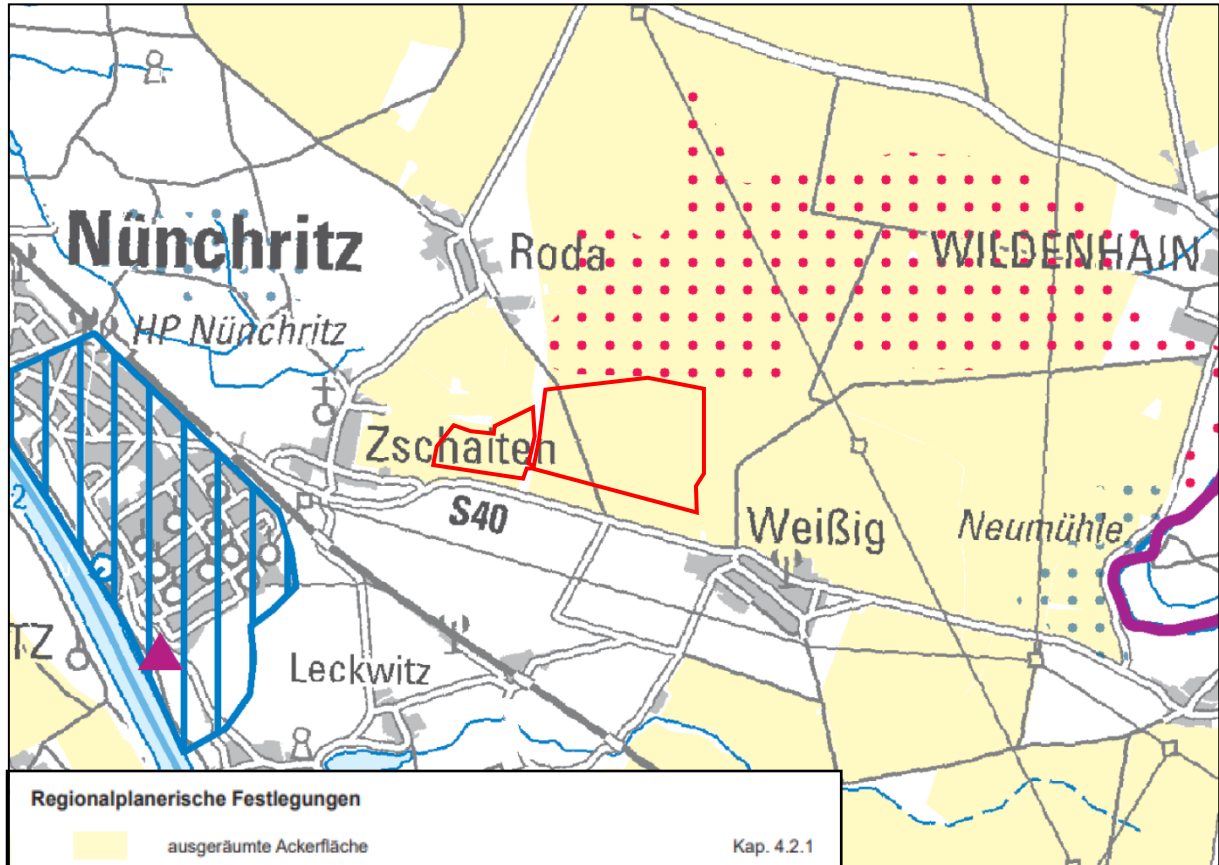 Nünchritz
Roda
WILDENHAIN
HP Nünchritz
Zschaiten
S40
Weißig
Neumühle
2
TZ
Leckwitz
Regionalplanerische Festlegungen
ausgeräumte Ackerfläche Kap. 4.2.1